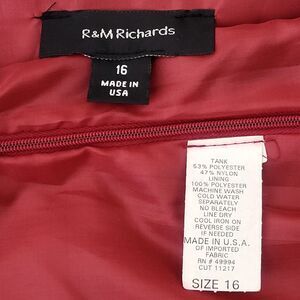 R&M Richards
16
MADE IN
USA
TANK
53% POLYESTER
47% NYLON
LINING
100% POLYESTER
MACHINE WASH
COLD WATER
SEPARATELY
NO BLEACH
LINE DRY
COOL IRON ON
REVERSE SIDE
IF NEEDED
MADE IN U.S.A.
OF IMPORTED
FABRIC
RN # 49994
CUT 11217
SIZE 16